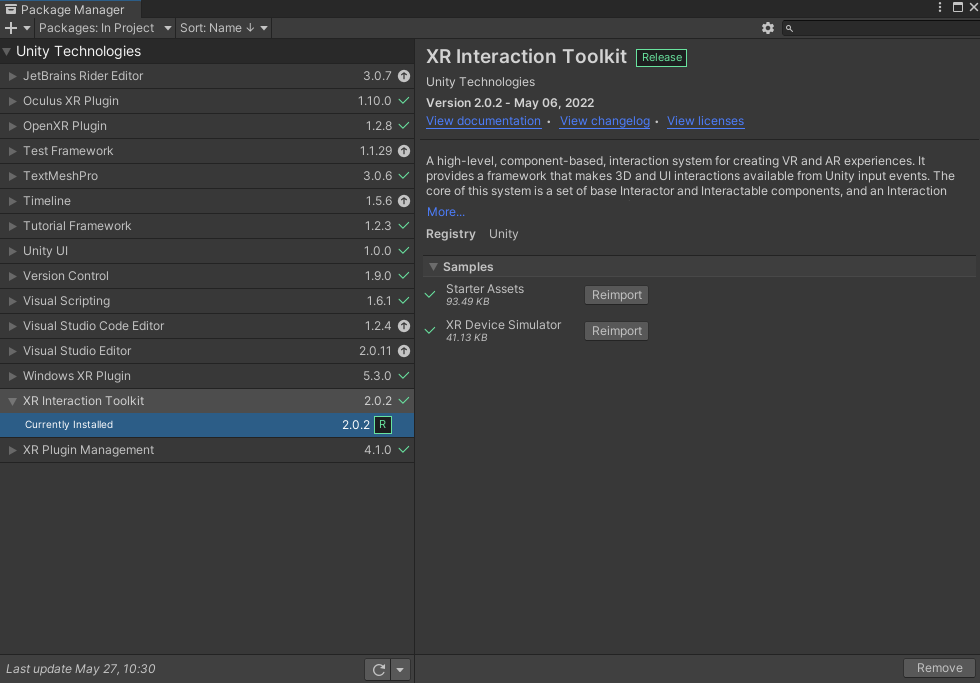 Package Manager
Packages: In Project
Sort: Name ↓
Unity Technologies
JetBrains Rider Editor 3.0.7
Oculus XR Plugin 1.10.0
OpenXR Plugin 1.2.8
Test Framework 1.1.29
TextMeshPro 3.0.6
Timeline 1.5.6
Tutorial Framework 1.2.3
Unity UI 1.0.0
Version Control 1.9.0
Visual Scripting 1.6.1
Visual Studio Code Editor 1.2.4
Visual Studio Editor 2.0.11
Windows XR Plugin 5.3.0
XR Interaction Toolkit 2.0.2
Currently Installed 2.0.2 R
XR Plugin Management 4.1.0
Last update May 27, 10:30
XR Interaction Toolkit Release
Unity Technologies
Version 2.0.2 - May 06, 2022
View documentation • View changelog • View licenses
A high-level, component-based, interaction system for creating VR and AR experiences. It
provides a framework that makes 3D and UI interactions available from Unity input events. The
core of this system is a set of base Interactor and Interactable components, and an Interaction
More...
Registry Unity
Samples
Starter Assets Reimport
93.49 KB
XR Device Simulator Reimport
41.13 KB
Remove